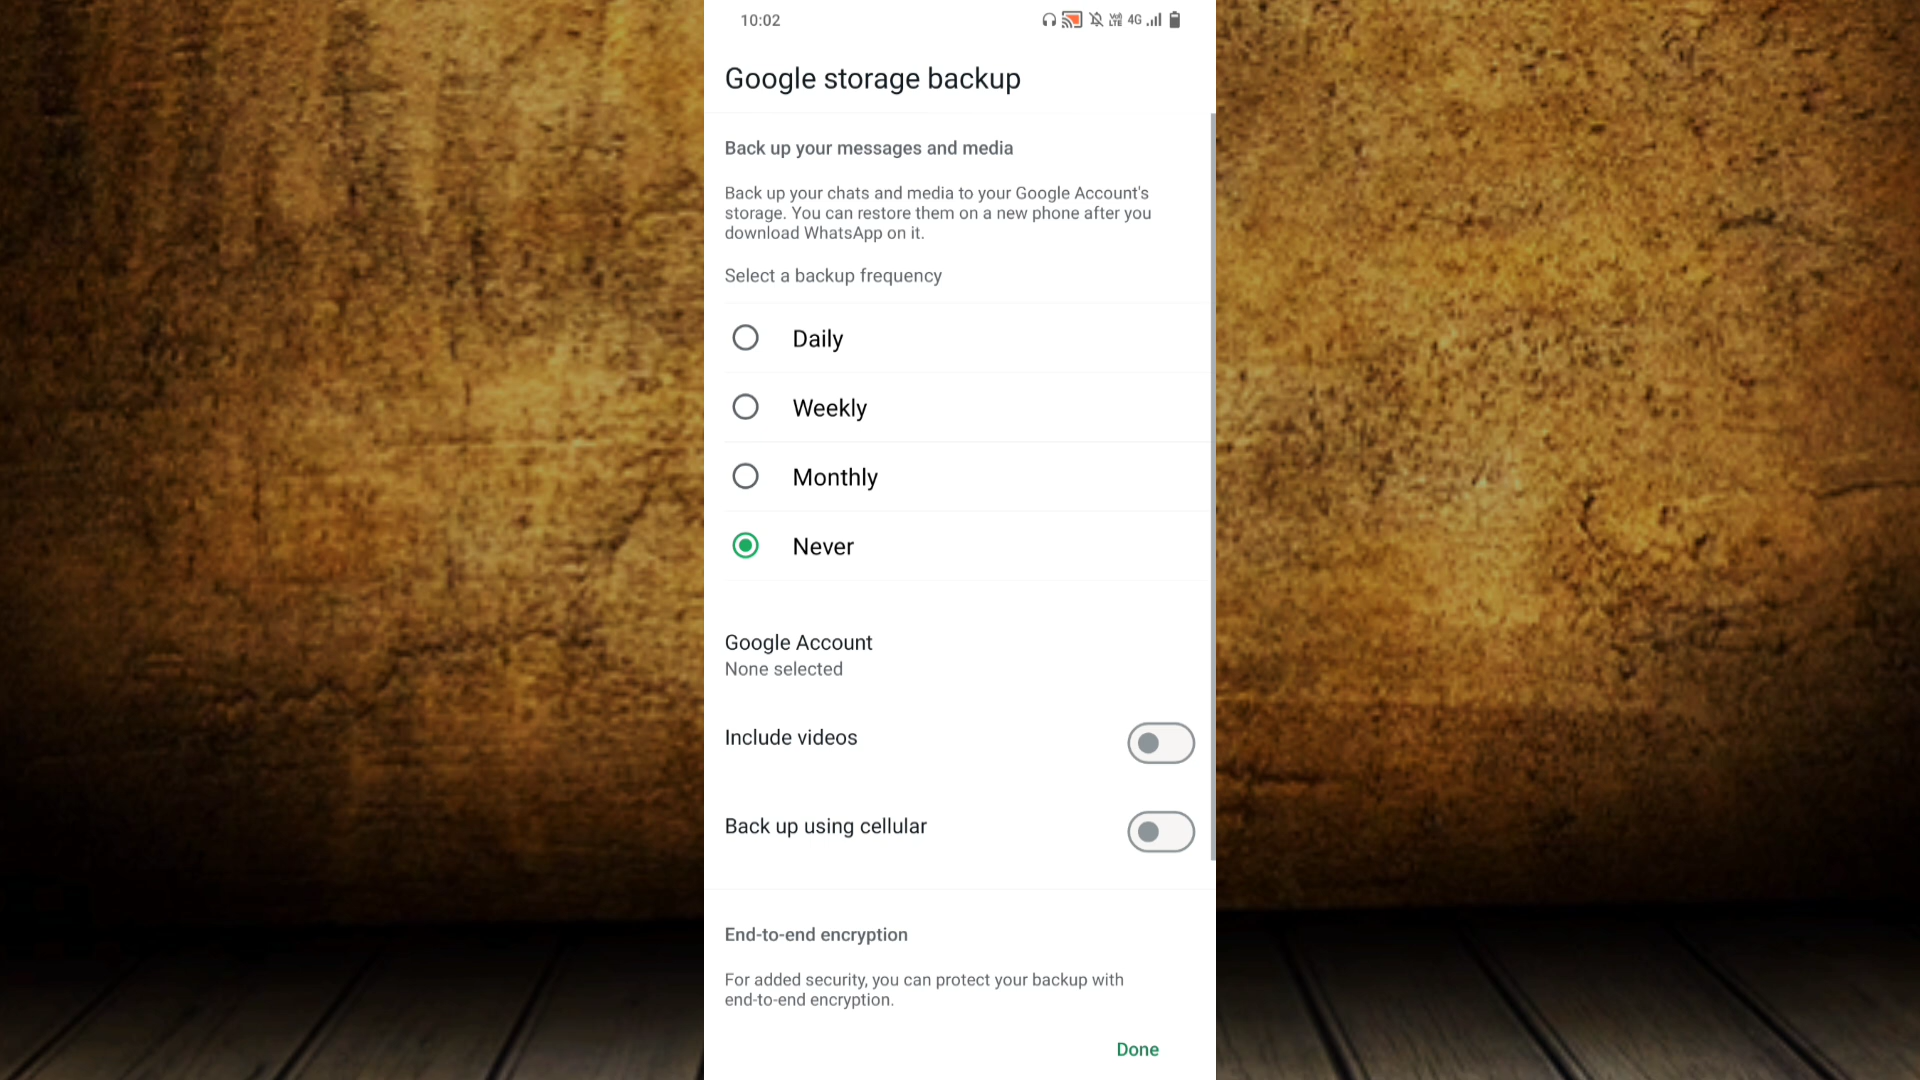 10:02
4G
Google storage backup
Back up your messages and media
Back up your chats and media to your Google Account's
storage. You can restore them on a new phone after you
download WhatsApp on it.
Select a backup frequency
Daily
Weekly
Monthly
Never
Google Account
None selected
Include videos
Back up using cellular
End-to-end encryption
For added security, you can protect your backup with
end-to-end encryption.
Done